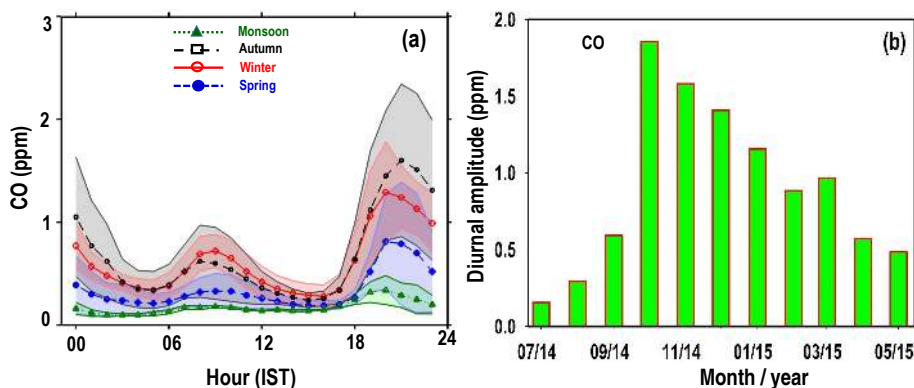 3
2
1
0
CO (ppm)
(a)
Monsoon
Autumn
Winter
Spring
00
06
12
18
24
Hour (IST)
2.0
1.5
1.0
0.5
0.0
Diurnal amplitude (ppm)
CO
(b)
07/14
09/14
11/14
01/15
03/15
05/15
Month / year